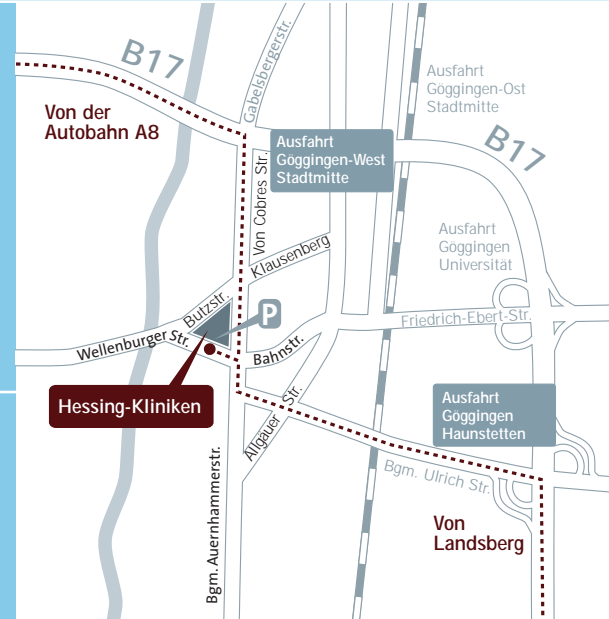 B17
Gabelsbergerstr.
Ausfahrt
Göggingen-Ost
Stadtmitte
Von der
Autobahn A8
Ausfahrt
Göggingen-West
Stadtmitte
B17
Von Cobres Str.
Klausenberg
Ausfahrt
Göggingen
Universität
Butzstr.
P
Friedrich-Ebert-Str.
Wellenburger Str.
Bahnstr.
Hessing-Kliniken
Allgäuer Str.
Ausfahrt
Göggingen
Haunstetten
Bgm. Ulrich Str.
Bgm. Auernhammerstr.
Von
Landsberg